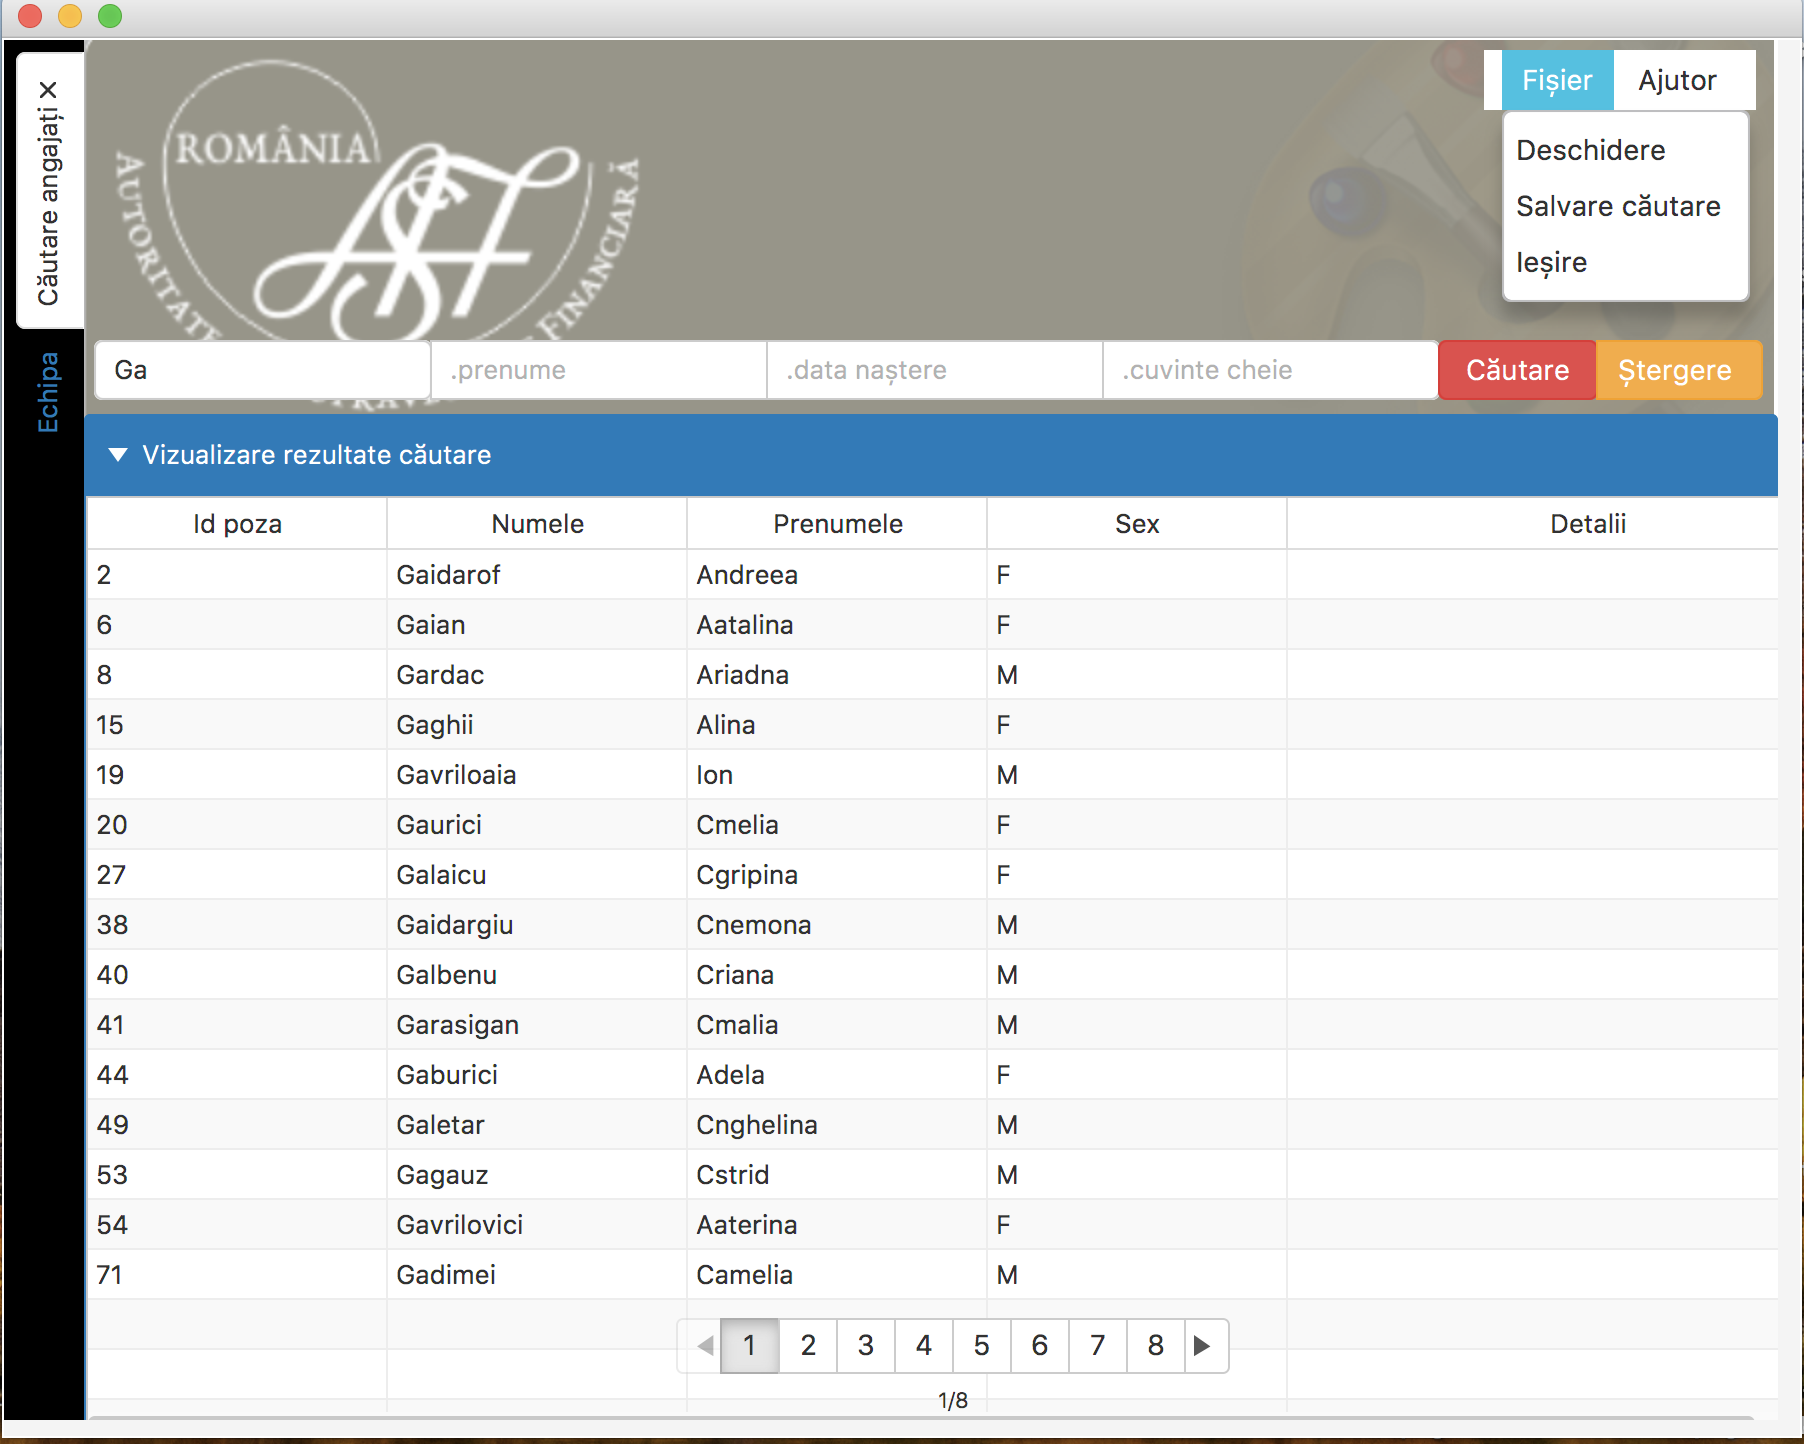 Căutare angajați ×
Echipa
ROMÂNIA
AUTORITATE
FINANCIARĂ
ASF
Fișier Ajutor
Deschidere
Salvare căutare
Ieșire
Ga .prenume .data naștere .cuvinte cheie Căutare Ștergere
Vizualizare rezultate căutare
Id poza Numele Prenumele Sex Detalii
2 Gaidarof Andreea F
6 Gaian Aatalina F
8 Gardac Ariadna M
15 Gaghii Alina F
19 Gavriloaia Ion M
20 Gaurici Cmelia F
27 Galaicu Cgripina F
38 Gaidargiu Cnemona M
40 Galbenu Criana M
41 Garasigan Cmalia M
44 Gaburici Adela F
49 Galetar Cnghelina M
53 Gagauz Cstrid M
54 Gavrilovici Aaterina F
71 Gadimei Camelia M
1 2 3 4 5 6 7 8
1/8